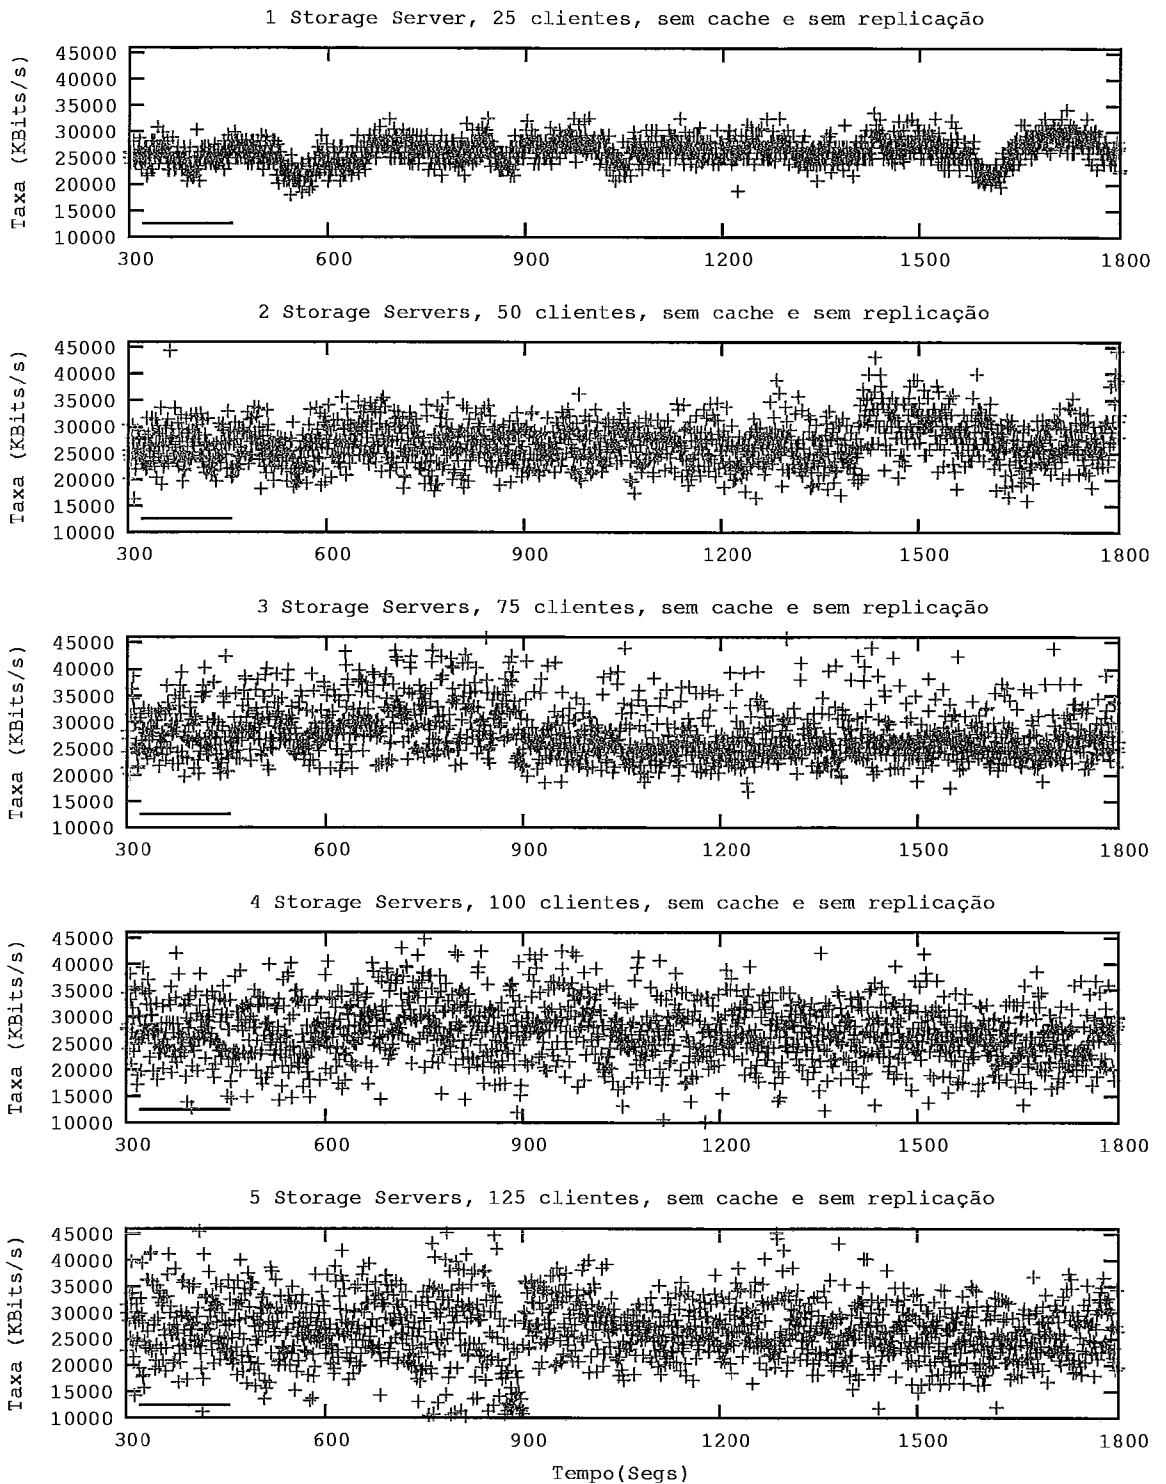 1 Storage Server, 25 clientes, sem cache e sem replicação
Taxa (KBits/s)
45000
40000
35000
30000
25000
20000
15000
10000
300 600 900 1200 1500 1800
2 Storage Servers, 50 clientes, sem cache e sem replicação
Taxa (KBits/s)
45000
40000
35000
30000
25000
20000
15000
10000
300 600 900 1200 1500 1800
3 Storage Servers, 75 clientes, sem cache e sem replicação
Taxa (KBits/s)
45000
40000
35000
30000
25000
20000
15000
10000
300 600 900 1200 1500 1800
4 Storage Servers, 100 clientes, sem cache e sem replicação
Taxa (KBits/s)
45000
40000
35000
30000
25000
20000
15000
10000
300 600 900 1200 1500 1800
5 Storage Servers, 125 clientes, sem cache e sem replicação
Taxa (KBits/s)
45000
40000
35000
30000
25000
20000
15000
10000
300 600 900 1200 1500 1800
Tempo(Segs)